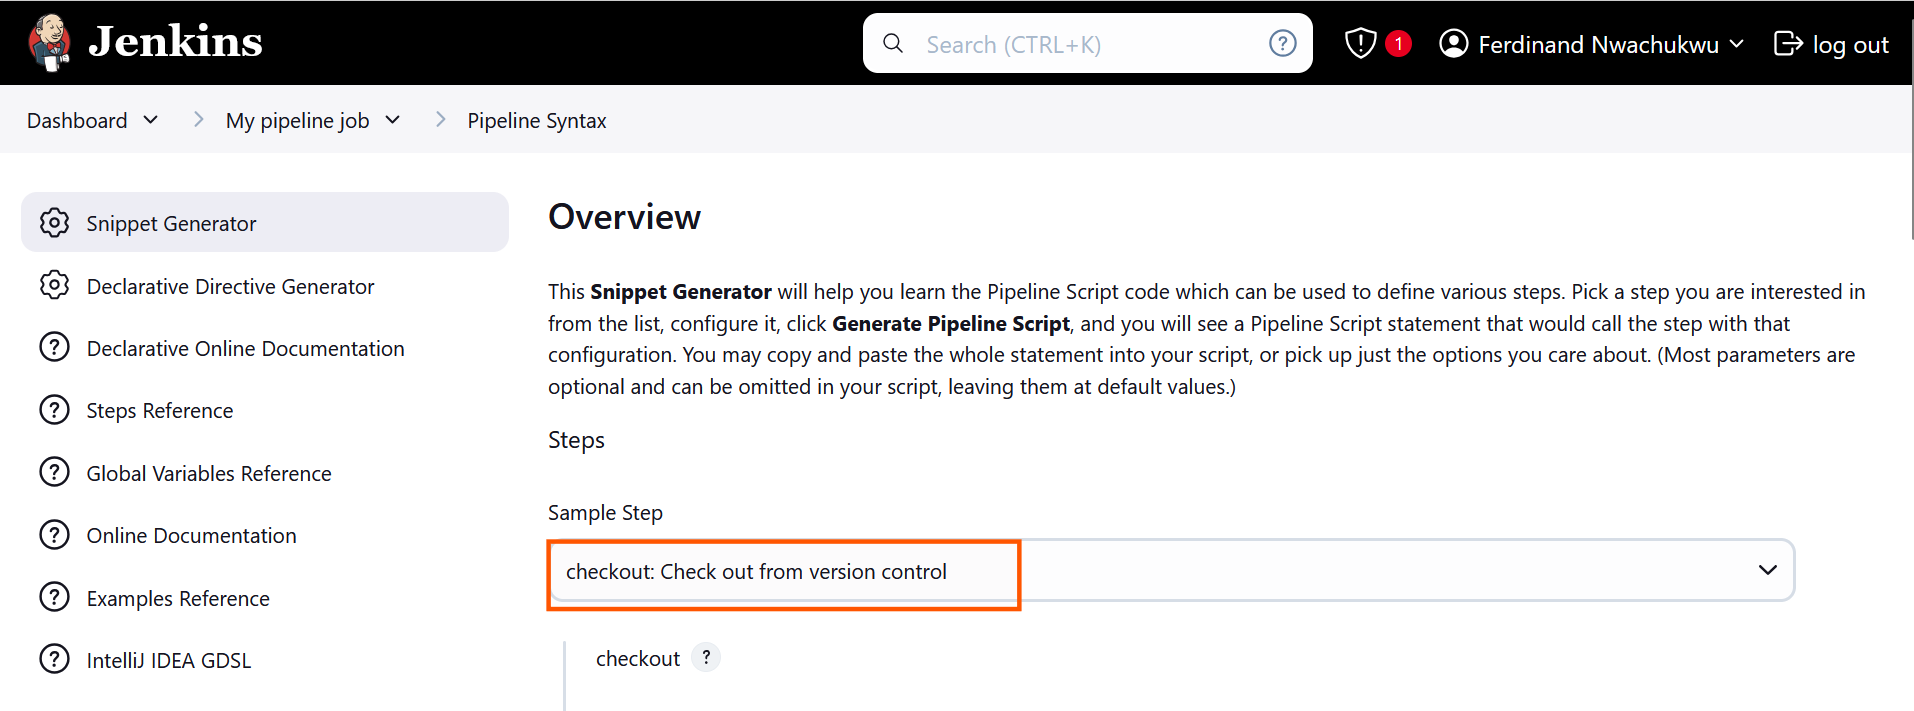 Jenkins
Search (CTRL+K)
?
1
Ferdinand Nwachukwu
log out
Dashboard
My pipeline job
Pipeline Syntax
Snippet Generator
Declarative Directive Generator
? Declarative Online Documentation
? Steps Reference
? Global Variables Reference
? Online Documentation
? Examples Reference
? IntelliJ IDEA GDSL
Overview
This Snippet Generator will help you learn the Pipeline Script code which can be used to define various steps. Pick a step you are interested in
from the list, configure it, click Generate Pipeline Script, and you will see a Pipeline Script statement that would call the step with that
configuration. You may copy and paste the whole statement into your script, or pick up just the options you care about. (Most parameters are
optional and can be omitted in your script, leaving them at default values.)
Steps
Sample Step
checkout: Check out from version control
checkout ?